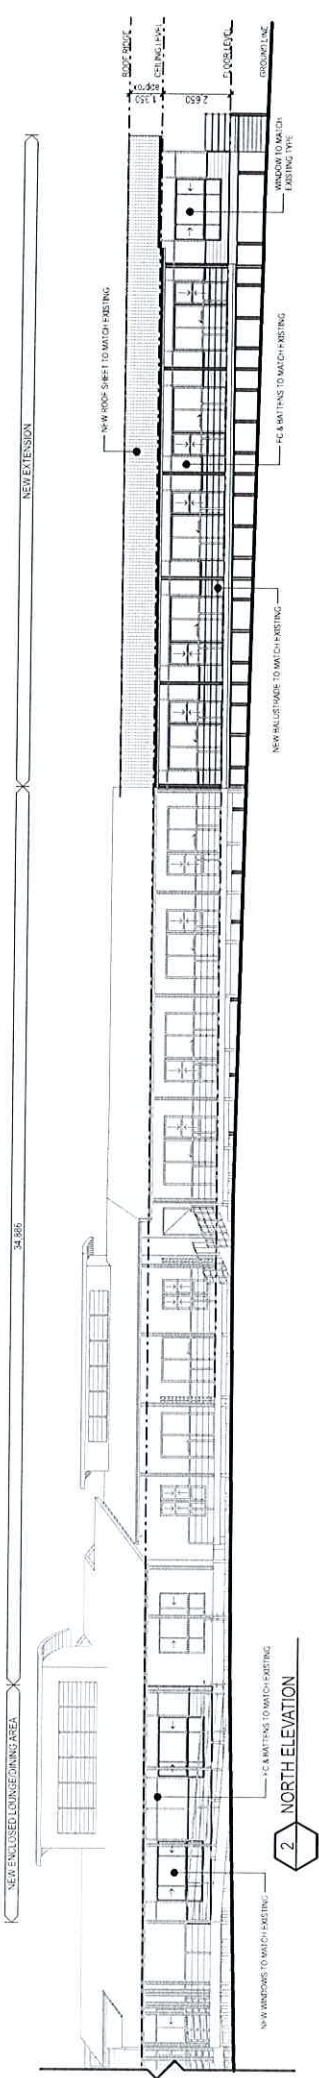 NEW ENCLOSED LOUNGE/DINING AREA
34.886
NEW EXTENSION
ROOF RIDGE
CEILING LEVEL
FLOOR LEVEL
GROUND LINE
1.350
approx
2.650
NEW ROOF SHEET TO MATCH EXISTING
WINDOW TO MATCH
EXISTING TYPE
FC & BATTENS TO MATCH EXISTING
NEW BALUSTRADE TO MATCH EXISTING
FC & BATTENS TO MATCH EXISTING
NEW WINDOWS TO MATCH EXISTING
2
NORTH ELEVATION